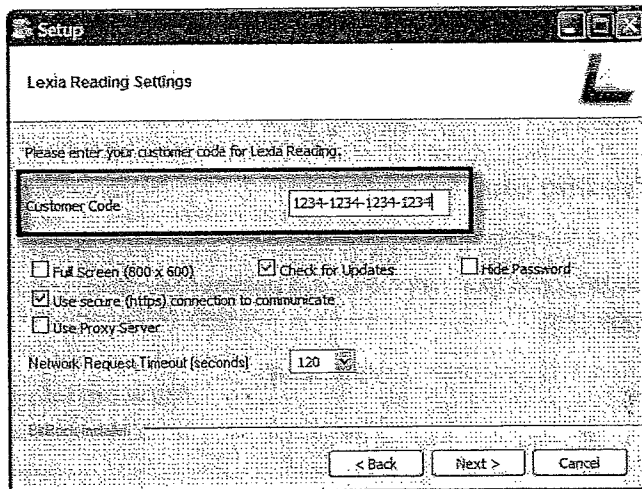 Setup
Lexia Reading Settings
Please enter your customer code for Lexia Reading.
Customer Code 1234-1234-1234-1234
Full Screen (800 x 600) Check for Updates Hide Password
Use secure (https) connection to communicate
Use Proxy Server
Network Request Timeout (seconds) 120
< Back Next > Cancel